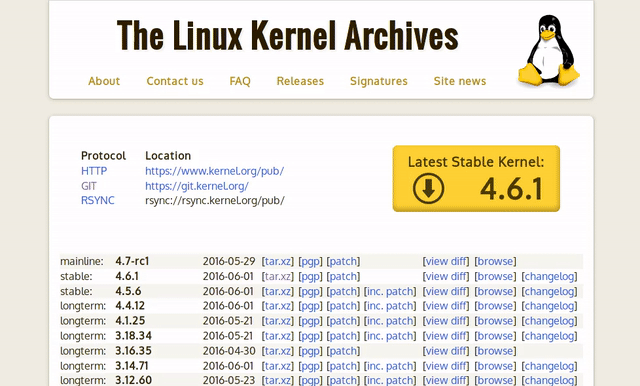 The Linux Kernel Archives
About Contact us FAQ Releases Signatures Site news
Protocol Location
HTTP https://www.kernel.org/pub/
GIT https://git.kernel.org/
RSYNC rsync://rsync.kernel.org/pub/
Latest Stable Kernel:
4.6.1
mainline: 4.7-rc1 2016-05-29 [tar.xz] [pgp] [patch] [view diff] [browse]
stable: 4.6.1 2016-06-01 [tar.xz] [pgp] [patch] [view diff] [browse] [changelog]
stable: 4.5.6 2016-06-01 [tar.xz] [pgp] [patch] [inc. patch] [view diff] [browse] [changelog]
longterm: 4.4.12 2016-06-01 [tar.xz] [pgp] [patch] [inc. patch] [view diff] [browse] [changelog]
longterm: 4.1.25 2016-05-21 [tar.xz] [pgp] [patch] [inc. patch] [view diff] [browse] [changelog]
longterm: 3.18.34 2016-05-21 [tar.xz] [pgp] [patch] [inc. patch] [view diff] [browse] [changelog]
longterm: 3.16.35 2016-04-30 [tar.xz] [pgp] [patch] [view diff] [browse]
longterm: 3.14.71 2016-06-01 [tar.xz] [pgp] [patch] [inc. patch] [view diff] [browse] [changelog]
longterm: 3.12.60 2016-05-23 [tar.xz] [pgp] [patch] [inc. patch] [view diff] [browse] [changelog]